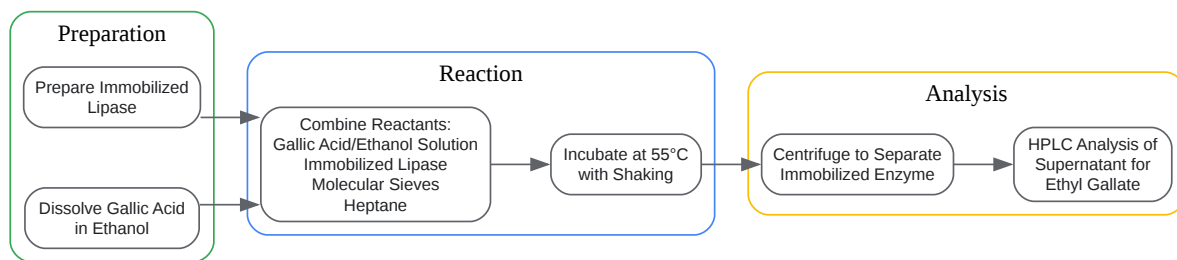 Preparation
Prepare Immobilized
Lipase
Dissolve Gallic Acid
in Ethanol
Reaction
Combine Reactants:
Gallic Acid/Ethanol Solution
Immobilized Lipase
Molecular Sieves
Heptane
Incubate at 55°C
with Shaking
Analysis
Centrifuge to Separate
Immobilized Enzyme
HPLC Analysis of
Supernatant for
Ethyl Gallate